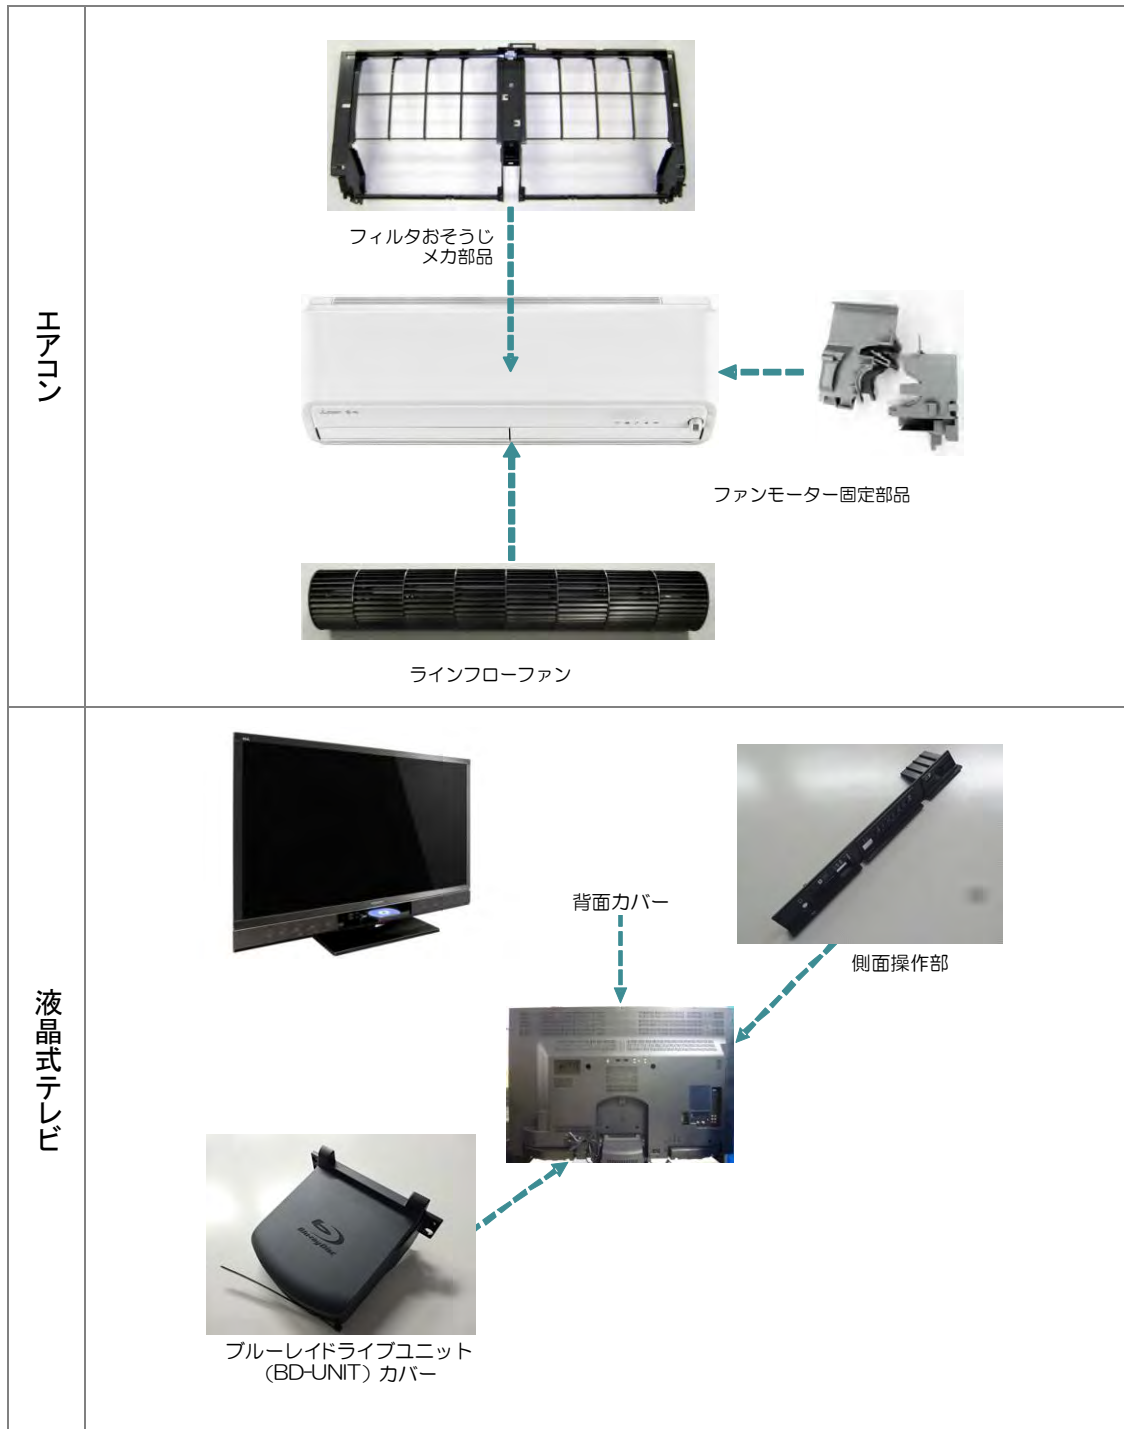 エアコン
フィルタおそうじ
メカ部品
ファンモーター固定部品
ラインフローファン
液晶式テレビ
背面カバー
側面操作部
Blu-ray Disc
ブルーレイドライブユニット
（BD-UNIT）カバー